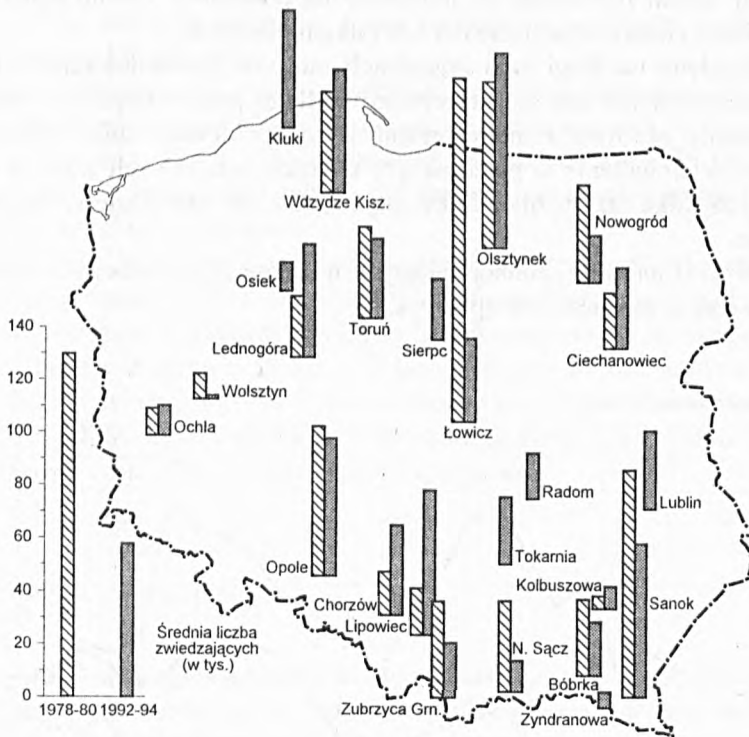 Kluki
Wdzydze Kisz.
Olsztynek
Nowogród
Osiek
Toruń
Sierpc
Lednogóra
Ciechanowiec
Wolsztyn
Ochla
Łowicz
Radom
Lublin
Tokarnia
Opole
Chorzów
Kolbuszowa
Lipowiec
Sanok
N. Sącz
Bóbrka
Zubrzyca Grn.
Zyndranowa
140
120
100
80
60
40
20
0
Średnia liczba
zwiedzających
(w tys.)
1978-80 1992-94